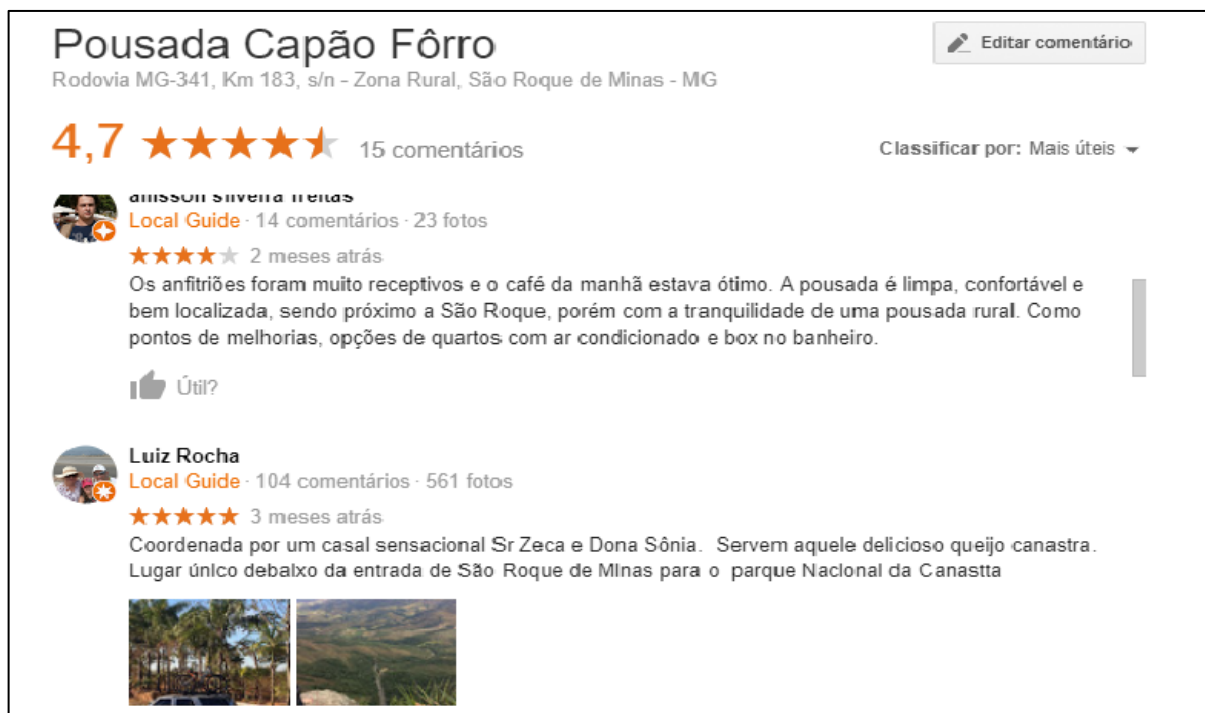 Pousada Capão Fôrro
Editar comentário
Rodovia MG-341, Km 183, s/n - Zona Rural, São Roque de Minas - MG
4,7 15 comentários
Classificar por: Mais úteis
anisson silveira freitas
Local Guide · 14 comentários · 23 fotos
2 meses atrás
Os anfitriões foram muito receptivos e o café da manhã estava ótimo. A pousada é limpa, confortável e
bem localizada, sendo próximo a São Roque, porém com a tranquilidade de uma pousada rural. Como
pontos de melhorias, opções de quartos com ar condicionado e box no banheiro.
Útil?
Luiz Rocha
Local Guide · 104 comentários · 561 fotos
3 meses atrás
Coordenada por um casal sensacional Sr Zeca e Dona Sônia. Servem aquele delicioso queijo canastra.
Lugar único debaixo da entrada de São Roque de Minas para o parque Nacional da Canastta